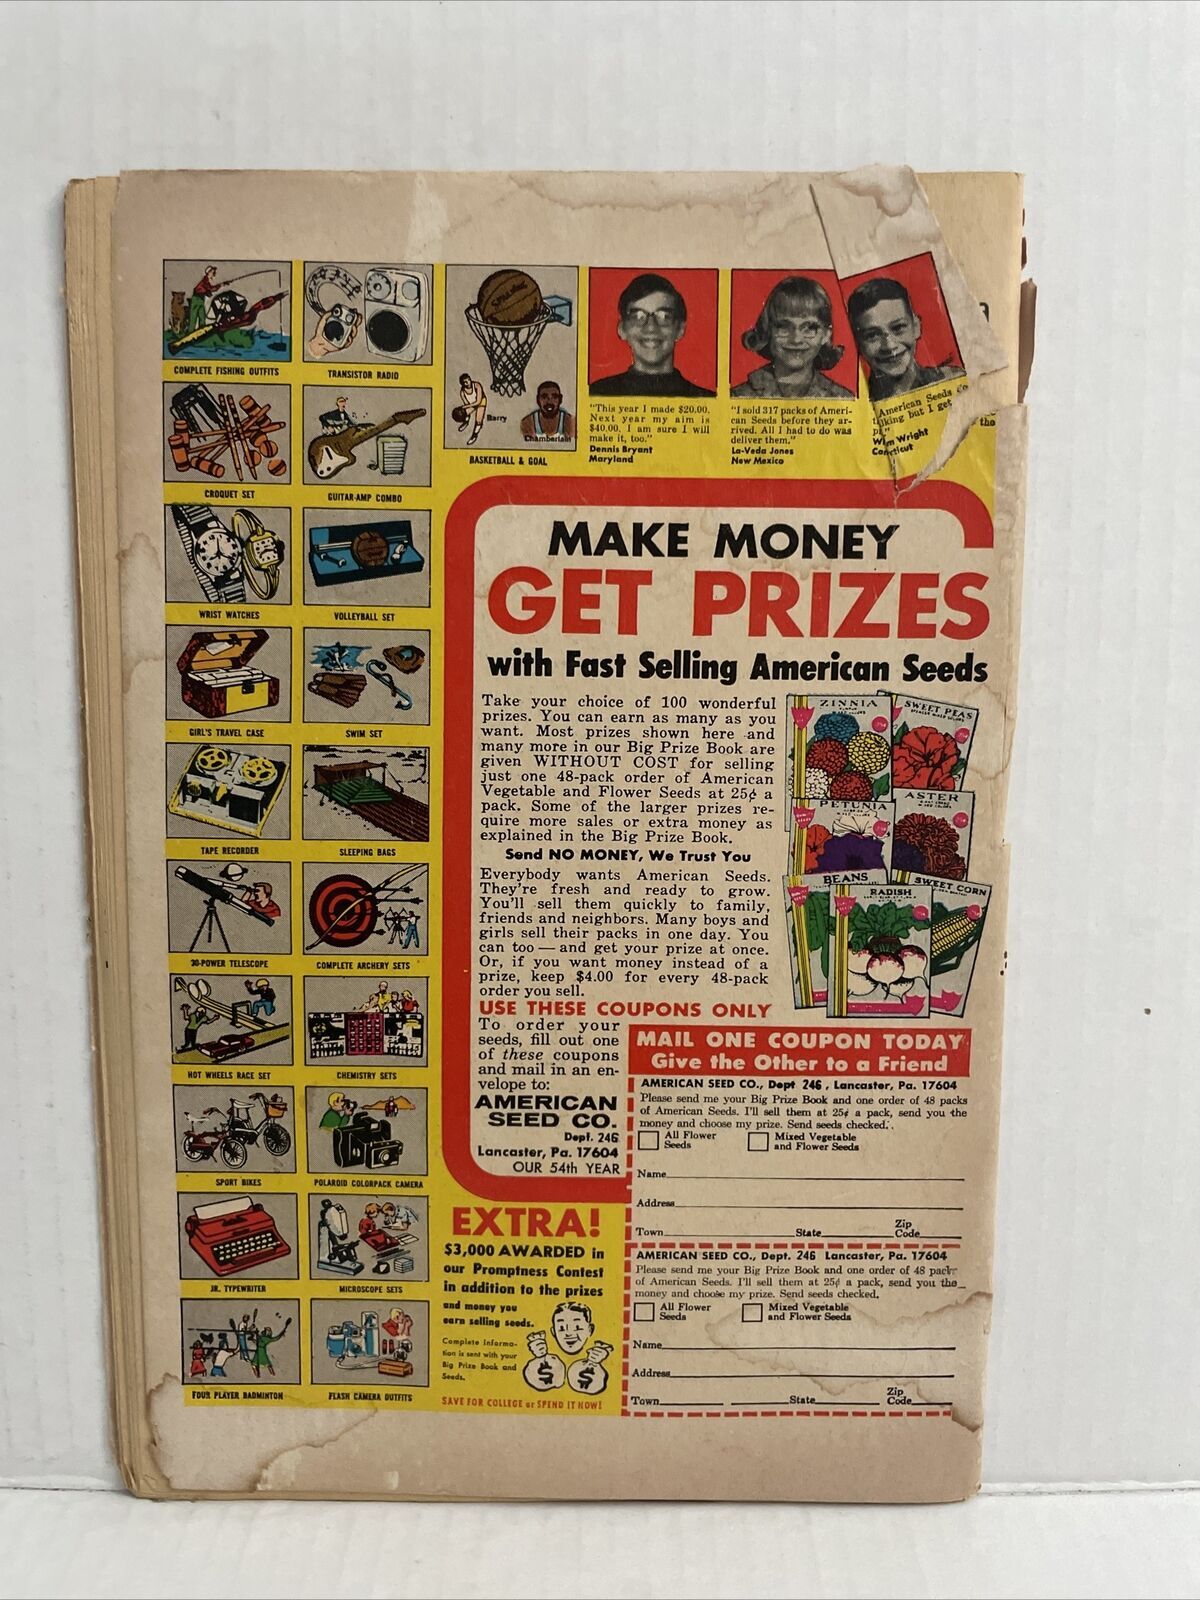 COMPLETE FISHING OUTFITS
TRANSISTOR RADIO
CROQUET SET
GUITAR-AMP COMBO
WRIST WATCHES
VOLLEYBALL SET
GIRL'S TRAVEL CASE
SWIM SET
TAPE RECORDER
SLEEPING BAGS
30-POWER TELESCOPE
COMPLETE ARCHERY SETS
HOT WHEELS RACE SET
CHEMISTRY SETS
SPORT BIKES
POLAROID COLORPACK CAMERA
JR. TYPEWRITER
MICROSCOPE SETS
FOUR PLAYER BADMINTON
FLASH CAMERA OUTFITS
SPALDING
Barry
Chamberlain
BASKETBALL & GOAL
"This year I made $20.00.
Next year my aim is
$40.00. I am sure I will
make it, too."
Dennis Bryant
Maryland
"I sold 317 packs of Ameri-
can Seeds before they ar-
rived. All I had to do was
deliver them."
La-Veda Jones
New Mexico
American Seeds
but I get
the
Wright
MAKE MONEY
GET PRIZES
with Fast Selling American Seeds
Take your choice of 100 wonderful
prizes. You can earn as many as you
want. Most prizes shown here and
many more in our Big Prize Book are
given WITHOUT COST for selling
just one 48-pack order of American
Vegetable and Flower Seeds at 25¢ a
pack. Some of the larger prizes re-
quire more sales or extra money as
explained in the Big Prize Book.
Send NO MONEY, We Trust You
Everybody wants American Seeds.
They're fresh and ready to grow.
You'll sell them quickly to family,
friends and neighbors. Many boys and
girls sell their packs in one day. You
can too — and get your prize at once.
Or, if you want money instead of a
prize, keep $4.00 for every 48-pack
order you sell.
ZINNIA
SWEET PEAS
PETUNIA
ASTER
BEANS
RADISH
SWEET CORN
USE THESE COUPONS ONLY
To order your
seeds, fill out one
of these coupons
and mail in an en-
velope to:
AMERICAN
SEED CO.
Dept. 246
Lancaster, Pa. 17604
OUR 54th YEAR
MAIL ONE COUPON TODAY
Give the Other to a Friend
AMERICAN SEED CO., Dept 246, Lancaster, Pa. 17604
Please send me your Big Prize Book and one order of 48 packs
of American Seeds. I'll sell them at 25¢ a pack, send you the
money and choose my prize. Send seeds checked.
All Flower Seeds
Mixed Vegetable and Flower Seeds
Name
Address
Town State Zip Code
AMERICAN SEED CO., Dept. 246 Lancaster, Pa. 17604
Please send me your Big Prize Book and one order of 48 packs
of American Seeds. I'll sell them at 25¢ a pack, send you the
money and choose my prize. Send seeds checked.
All Flower Seeds
Mixed Vegetable and Flower Seeds
Name
Address
Town State Zip Code
EXTRA!
$3,000 AWARDED in
our Promptness Contest
in addition to the prizes
and money you
earn selling seeds.
Complete informa-
tion is sent with your
Big Prize Book and
Seeds.
$ $
SAVE FOR COLLEGE or SPEND IT NOW!